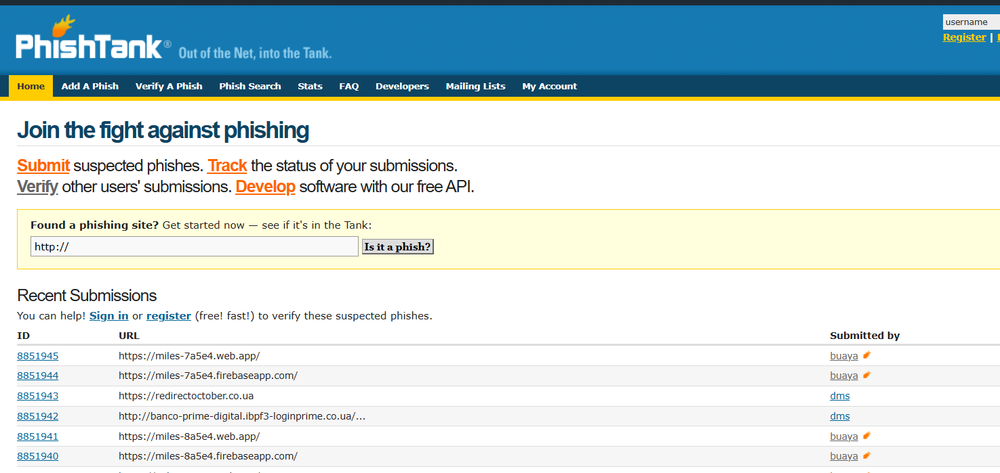 username
PhishTank® Out of the Net, into the Tank.
Register |
Home Add A Phish Verify A Phish Phish Search Stats FAQ Developers Mailing Lists My Account
Join the fight against phishing
Submit suspected phishes. Track the status of your submissions.
Verify other users' submissions. Develop software with our free API.
Found a phishing site? Get started now — see if it's in the Tank:
http:// Is it a phish?
Recent Submissions
You can help! Sign in or register (free! fast!) to verify these suspected phishes.
ID URL Submitted by
8851945 https://miles-7a5e4.web.app/ buaya
8851944 https://miles-7a5e4.firebaseapp.com/ buaya
8851943 https://redirectoctober.co.ua dms
8851942 http://banco-prime-digital.ibpf3-loginprime.co.ua/... dms
8851941 https://miles-8a5e4.web.app/ buaya
8851940 https://miles-8a5e4.firebaseapp.com/ buaya